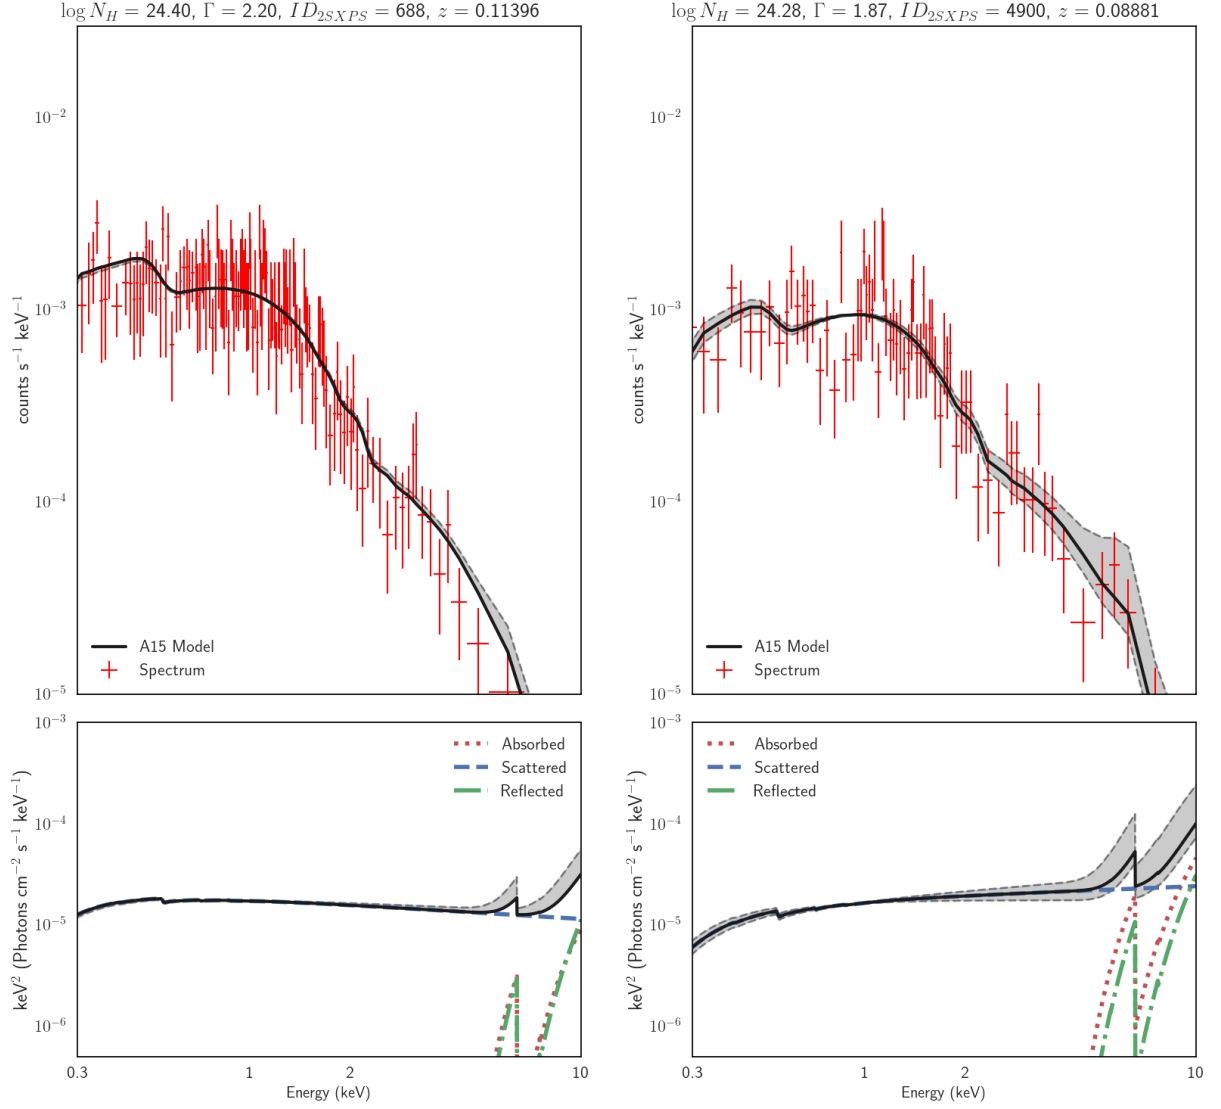 log N_H = 24.40, Γ = 2.20, ID_2SXPS = 688, z = 0.11396
10⁻²
10⁻³
10⁻⁴
10⁻⁵
counts s⁻¹ keV⁻¹
A15 Model
Spectrum
log N_H = 24.28, Γ = 1.87, ID_2SXPS = 4900, z = 0.08881
10⁻²
10⁻³
10⁻⁴
10⁻⁵
counts s⁻¹ keV⁻¹
A15 Model
Spectrum
10⁻³
10⁻⁴
10⁻⁵
10⁻⁶
keV² (Photons cm⁻² s⁻¹ keV⁻¹)
Absorbed
Scattered
Reflected
0.3 1 2 10
Energy (keV)
10⁻³
10⁻⁴
10⁻⁵
10⁻⁶
keV² (Photons cm⁻² s⁻¹ keV⁻¹)
Absorbed
Scattered
Reflected
0.3 1 2 10
Energy (keV)